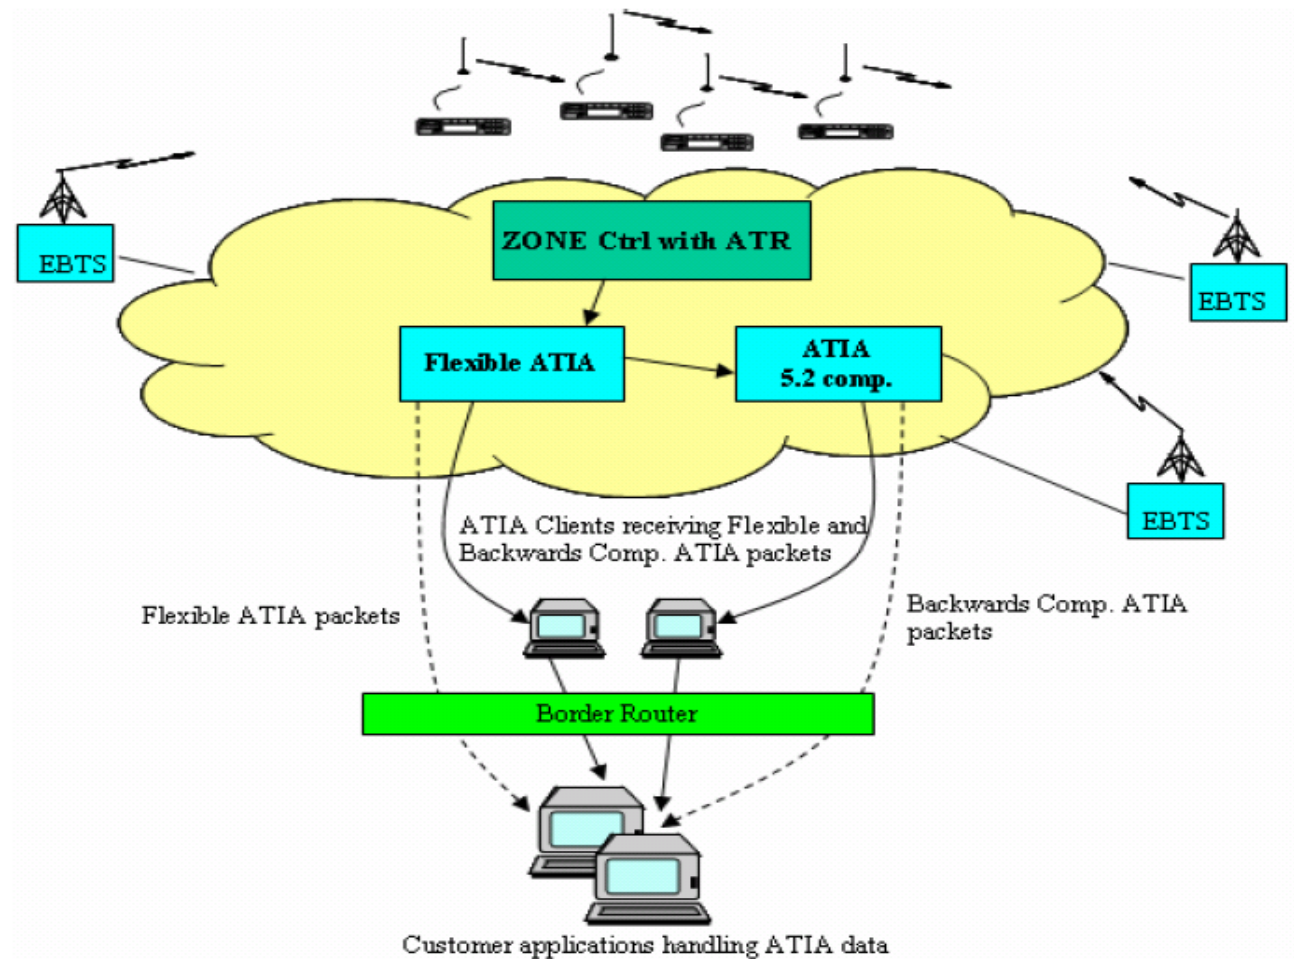 ZONE Ctrl with ATR
EBTS
EBTS
Flexible ATIA
ATIA
5.2 comp.
EBTS
ATIA Clients receiving Flexible and
Backwards Comp. ATIA packets
Flexible ATIA packets
Backwards Comp. ATIA
packets
Border Router
Customer applications handling ATIA data